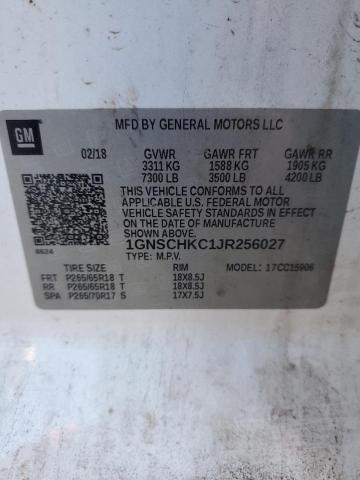 GM
MFD BY GENERAL MOTORS LLC
02/18 GVWR GAWR FRT GAWR RR
3311 KG 1588 KG 1905 KG
7300 LB 3500 LB 4200 LB
THIS VEHICLE CONFORMS TO ALL
APPLICABLE U.S. FEDERAL MOTOR
VEHICLE SAFETY STANDARDS IN EFFECT
ON THE DATE OF MANUFACTURE
SHOWN ABOVE.
1GNSCHKC1JR256027
8624 TYPE: M.P.V.
TIRE SIZE RIM MODEL: 17CC15906
FRT P265/65R18 T 18X8.5J
RR P265/65R18 T 18X8.5J
SPA P265/70R17 S 17X7.5J